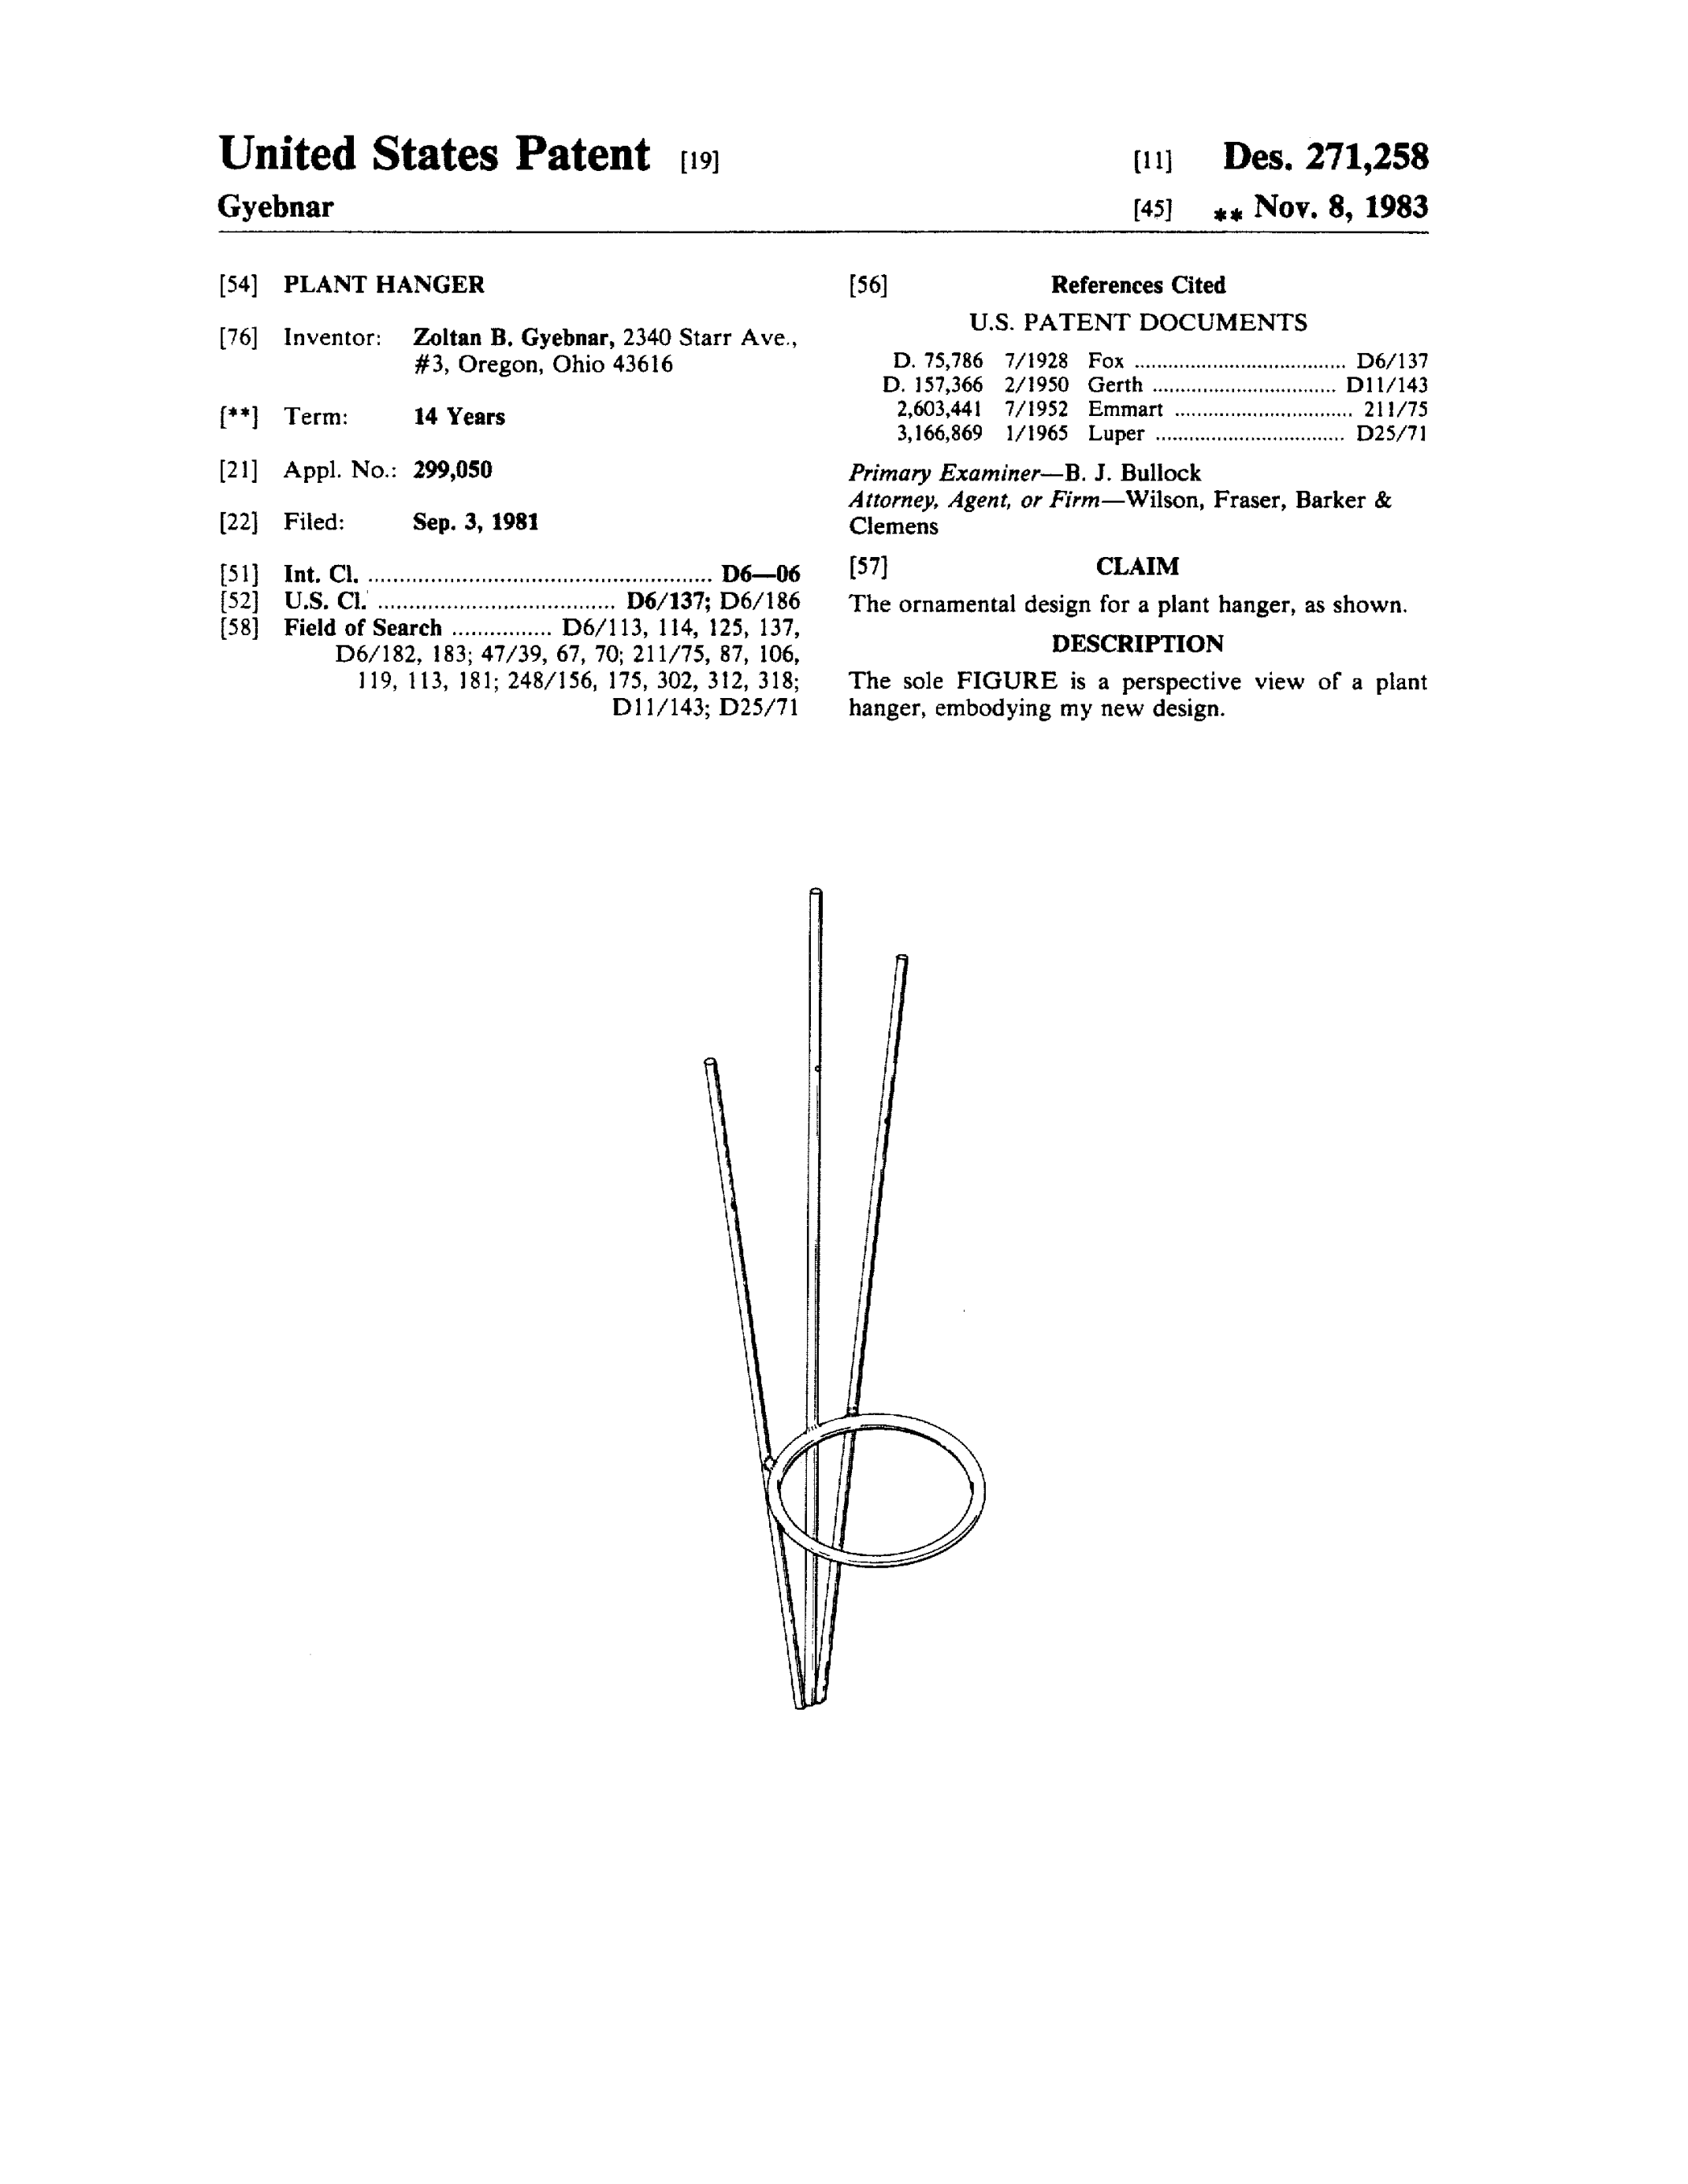 United States Patent [19]
Gyebnar
[11] Des. 271,258
[45] ** Nov. 8, 1983
[54] PLANT HANGER
[76] Inventor: Zoltan B. Gyebnar, 2340 Starr Ave.,
#3, Oregon, Ohio 43616
[**] Term: 14 Years
[21] Appl. No.: 299,050
[22] Filed: Sep. 3, 1981
[51] Int. Cl. ....................................................... D6—06
[52] U.S. Cl. ...................................... D6/137; D6/186
[58] Field of Search ................ D6/113, 114, 125, 137,
D6/182, 183; 47/39, 67, 70; 211/75, 87, 106,
119, 113, 181; 248/156, 175, 302, 312, 318;
D11/143; D25/71
[56] References Cited
U.S. PATENT DOCUMENTS
D. 75,786 7/1928 Fox ..................................... D6/137
D. 157,366 2/1950 Gerth ................................ D11/143
2,603,441 7/1952 Emmart ............................... 211/75
3,166,869 1/1965 Luper ................................. D25/71
Primary Examiner—B. J. Bullock
Attorney, Agent, or Firm—Wilson, Fraser, Barker &
Clemens
[57] CLAIM
The ornamental design for a plant hanger, as shown.
DESCRIPTION
The sole FIGURE is a perspective view of a plant
hanger, embodying my new design.